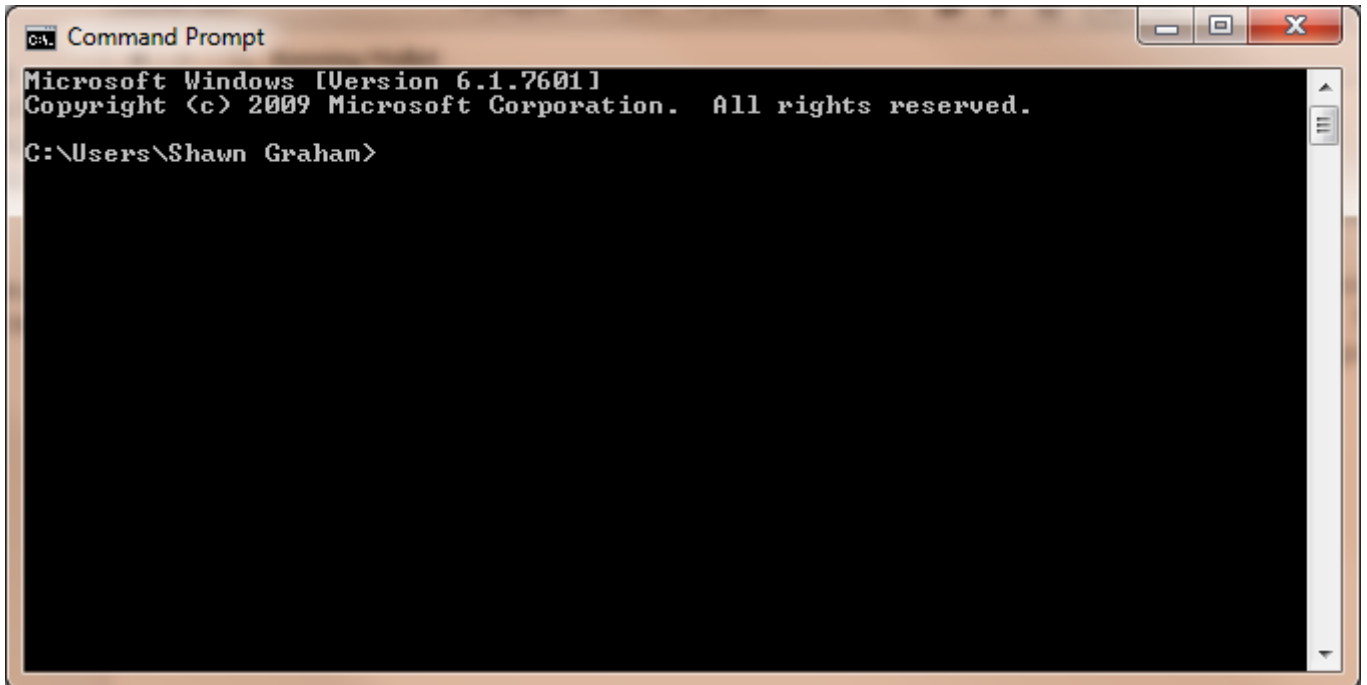 Command Prompt
Microsoft Windows [Version 6.1.7601]
Copyright (c) 2009 Microsoft Corporation.  All rights reserved.
C:\Users\Shawn Graham>